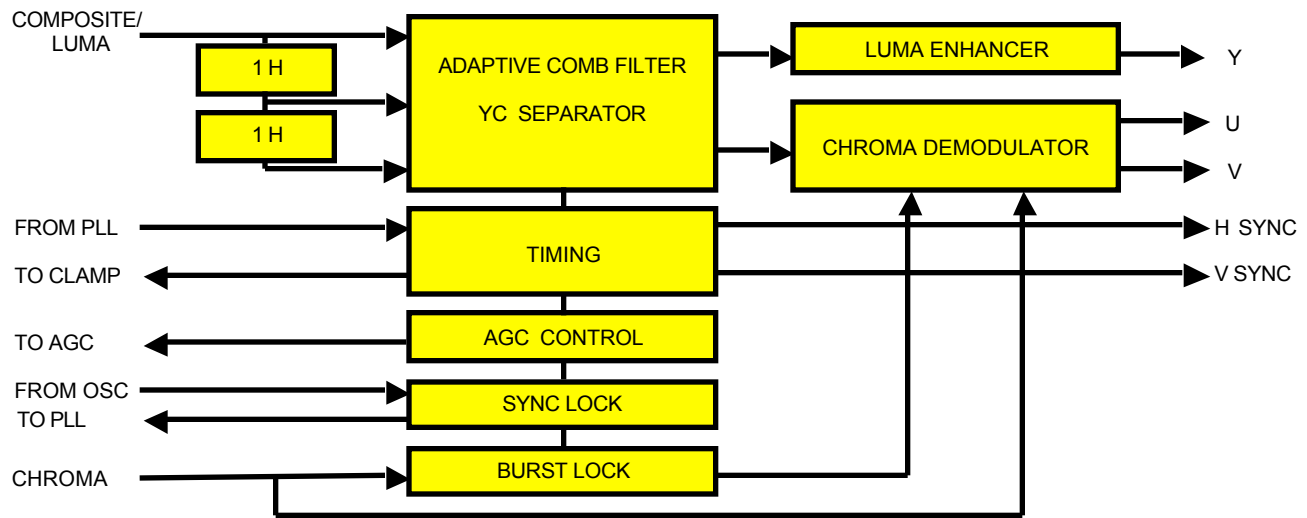 COMPOSITE/
LUMA
1 H
1 H
ADAPTIVE COMB FILTER
YC SEPARATOR
LUMA ENHANCER
Y
CHROMA DEMODULATOR
U
V
FROM PLL
TO CLAMP
TIMING
H SYNC
V SYNC
TO AGC
AGC CONTROL
FROM OSC
TO PLL
SYNC LOCK
CHROMA
BURST LOCK